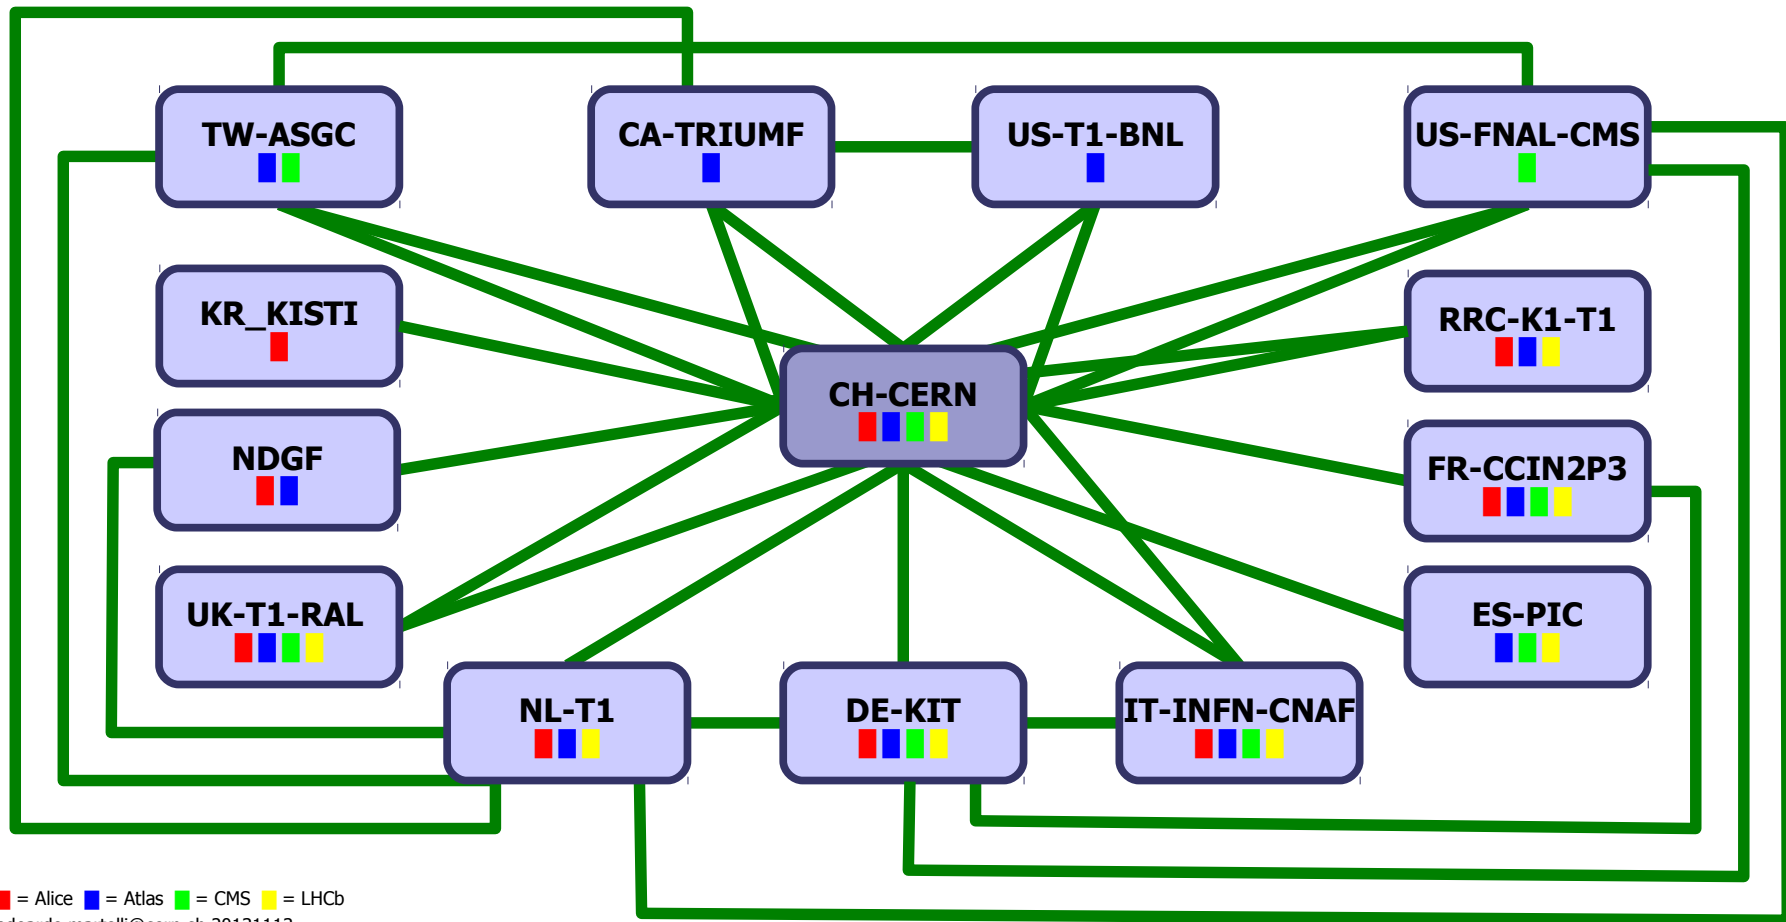 TW-ASGC
CA-TRIUMF
US-T1-BNL
US-FNAL-CMS
KR_KISTI
RRC-K1-T1
CH-CERN
NDGF
FR-CCIN2P3
UK-T1-RAL
ES-PIC
NL-T1
DE-KIT
IT-INFN-CNAF
= Alice = Atlas = CMS = LHCb